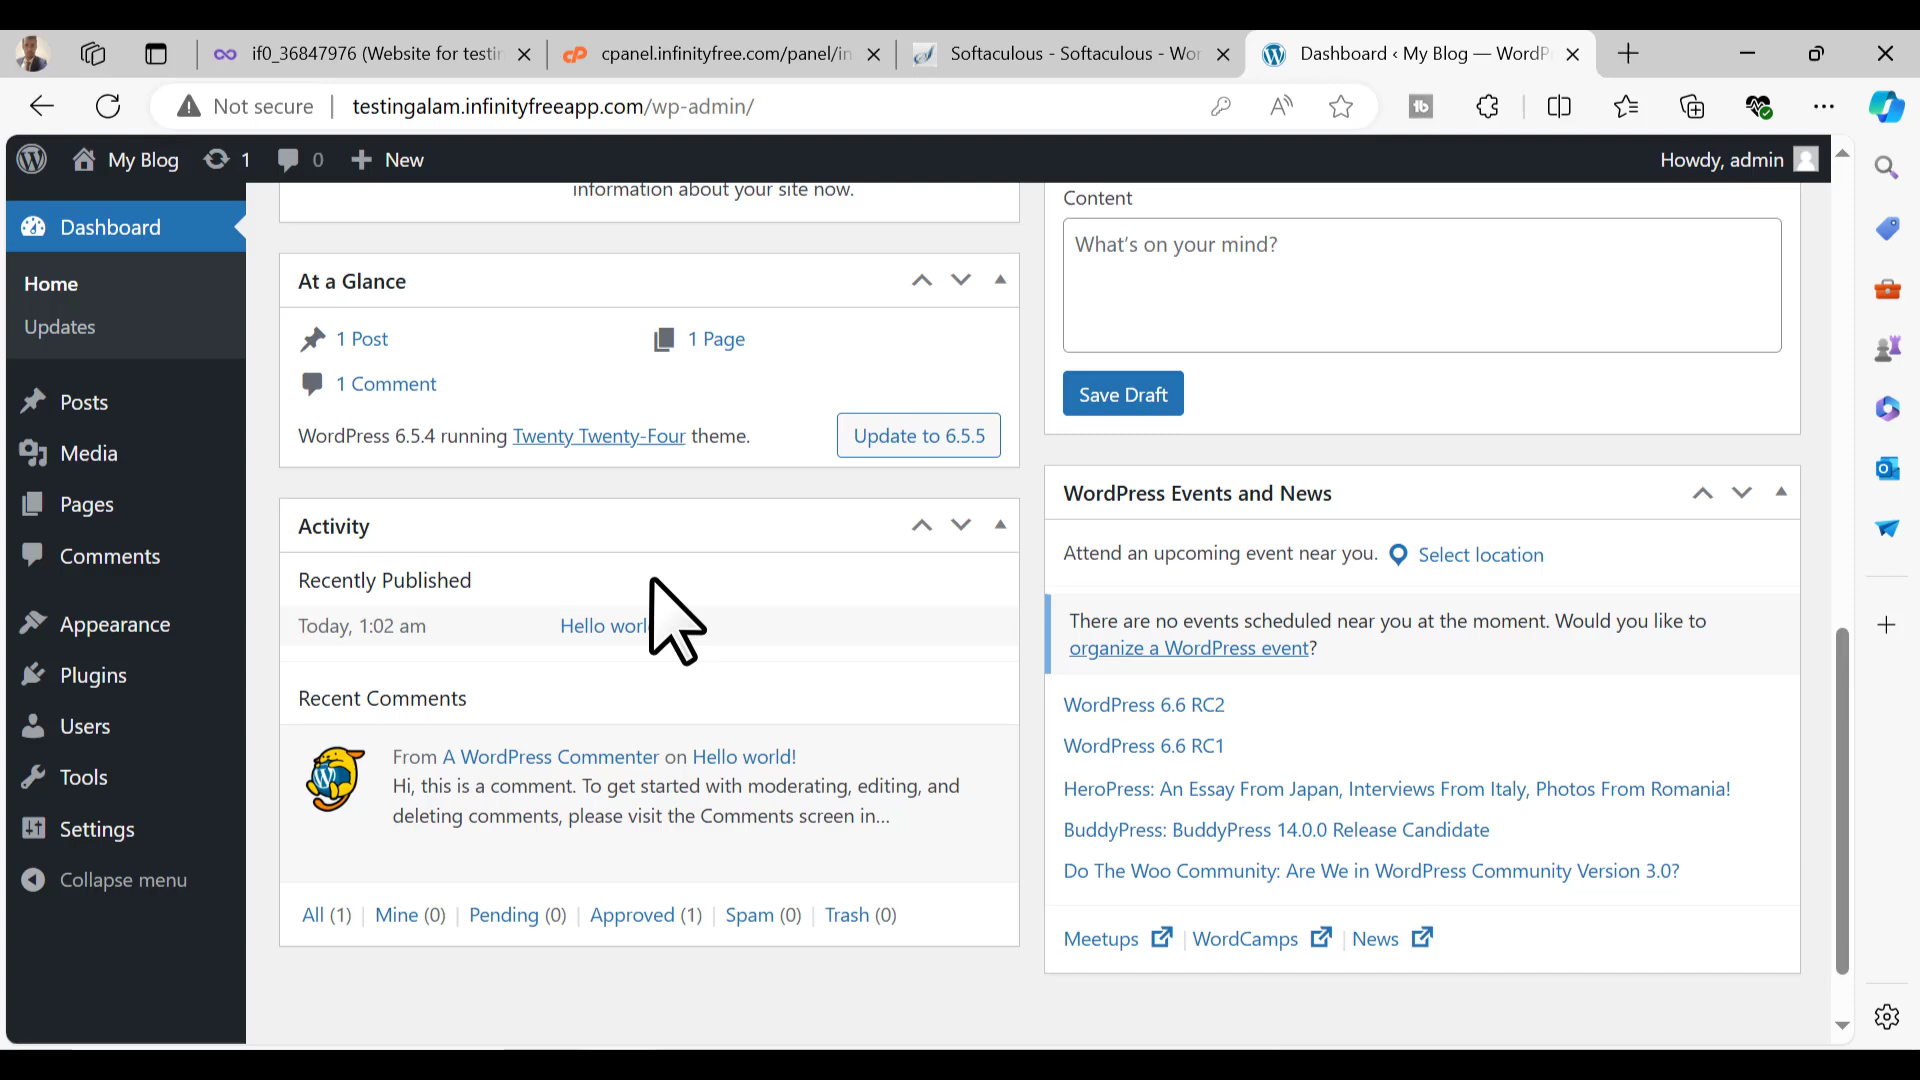 if0_36847976 (Website for testin
cpanel.infinityfree.com/panel/in
Softaculous - Softaculous - Wor
Dashboard ‹ My Blog — WordP
Not secure
testingalam.infinityfreeapp.com/wp-admin/
My Blog
1
0
New
Howdy, admin
Dashboard
Home
Updates
Posts
Media
Pages
Comments
Appearance
Plugins
Users
Tools
Settings
Collapse menu
information about your site now.
At a Glance
1 Post
1 Page
1 Comment
WordPress 6.5.4 running Twenty Twenty-Four theme.
Update to 6.5.5
Activity
Recently Published
Today, 1:02 am
Hello worl
Recent Comments
From A WordPress Commenter on Hello world!
Hi, this is a comment. To get started with moderating, editing, and
deleting comments, please visit the Comments screen in…
All (1) | Mine (0) | Pending (0) | Approved (1) | Spam (0) | Trash (0)
Content
What's on your mind?
Save Draft
WordPress Events and News
Attend an upcoming event near you. Select location
There are no events scheduled near you at the moment. Would you like to
organize a WordPress event?
WordPress 6.6 RC2
WordPress 6.6 RC1
HeroPress: An Essay From Japan, Interviews From Italy, Photos From Romania!
BuddyPress: BuddyPress 14.0.0 Release Candidate
Do The Woo Community: Are We in WordPress Community Version 3.0?
Meetups | WordCamps | News